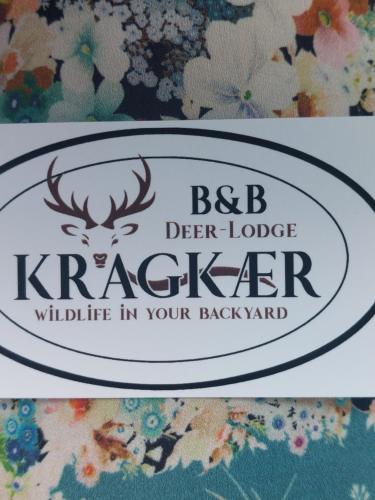 B&B
Deer-Lodge
KRAGKÆR
WILDLIFE IN YOUR BACKYARD